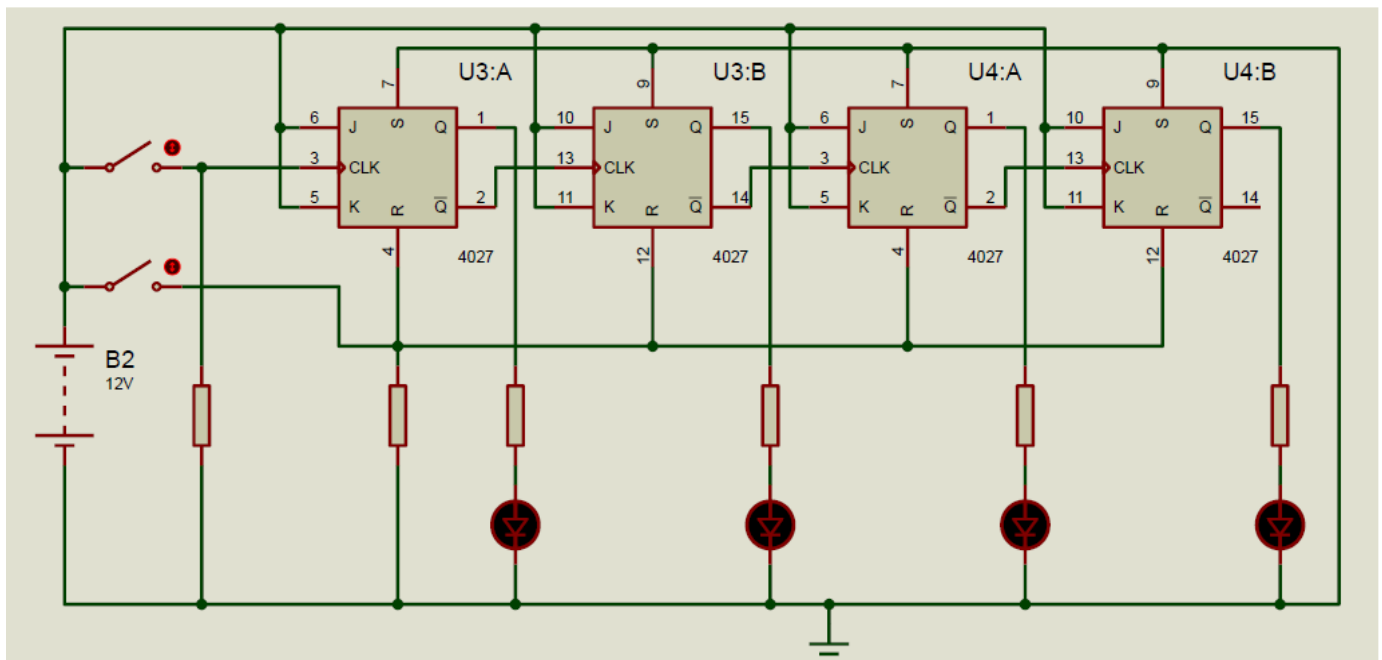 U3:A
U3:B
U4:A
U4:B
7
9
7
9
6 J S Q 1
10 J S Q 15
6 J S Q 1
10 J S Q 15
3 CLK
13 CLK
3 CLK
13 CLK
5 K R Q̅ 2
11 K R Q̅ 14
5 K R Q̅ 2
11 K R Q̅ 14
4
4027
12
4027
4
4027
12
4027
B2
12V